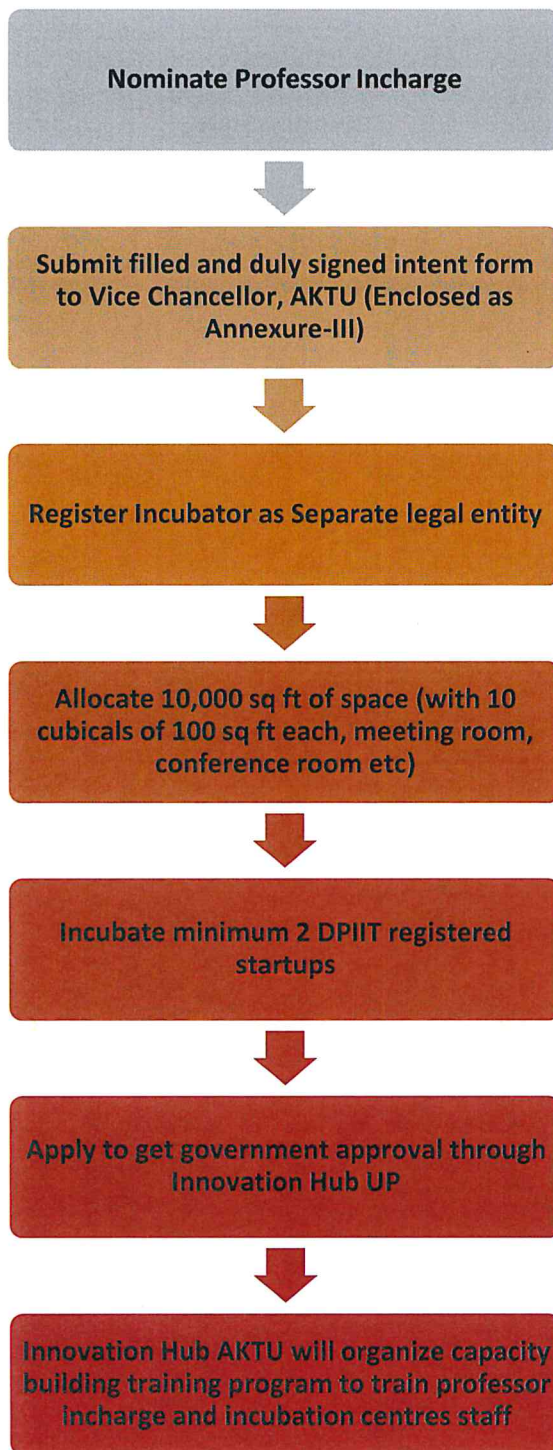 Nominate Professor Incharge
Submit filled and duly signed intent form
to Vice Chancellor, AKTU (Enclosed as
Annexure-III)
Register Incubator as Separate legal entity
Allocate 10,000 sq ft of space (with 10
cubicals of 100 sq ft each, meeting room,
conference room etc)
Incubate minimum 2 DPIIT registered
startups
Apply to get government approval through
Innovation Hub UP
Innovation Hub AKTU will organize capacity
building training program to train professor
incharge and incubation centres staff